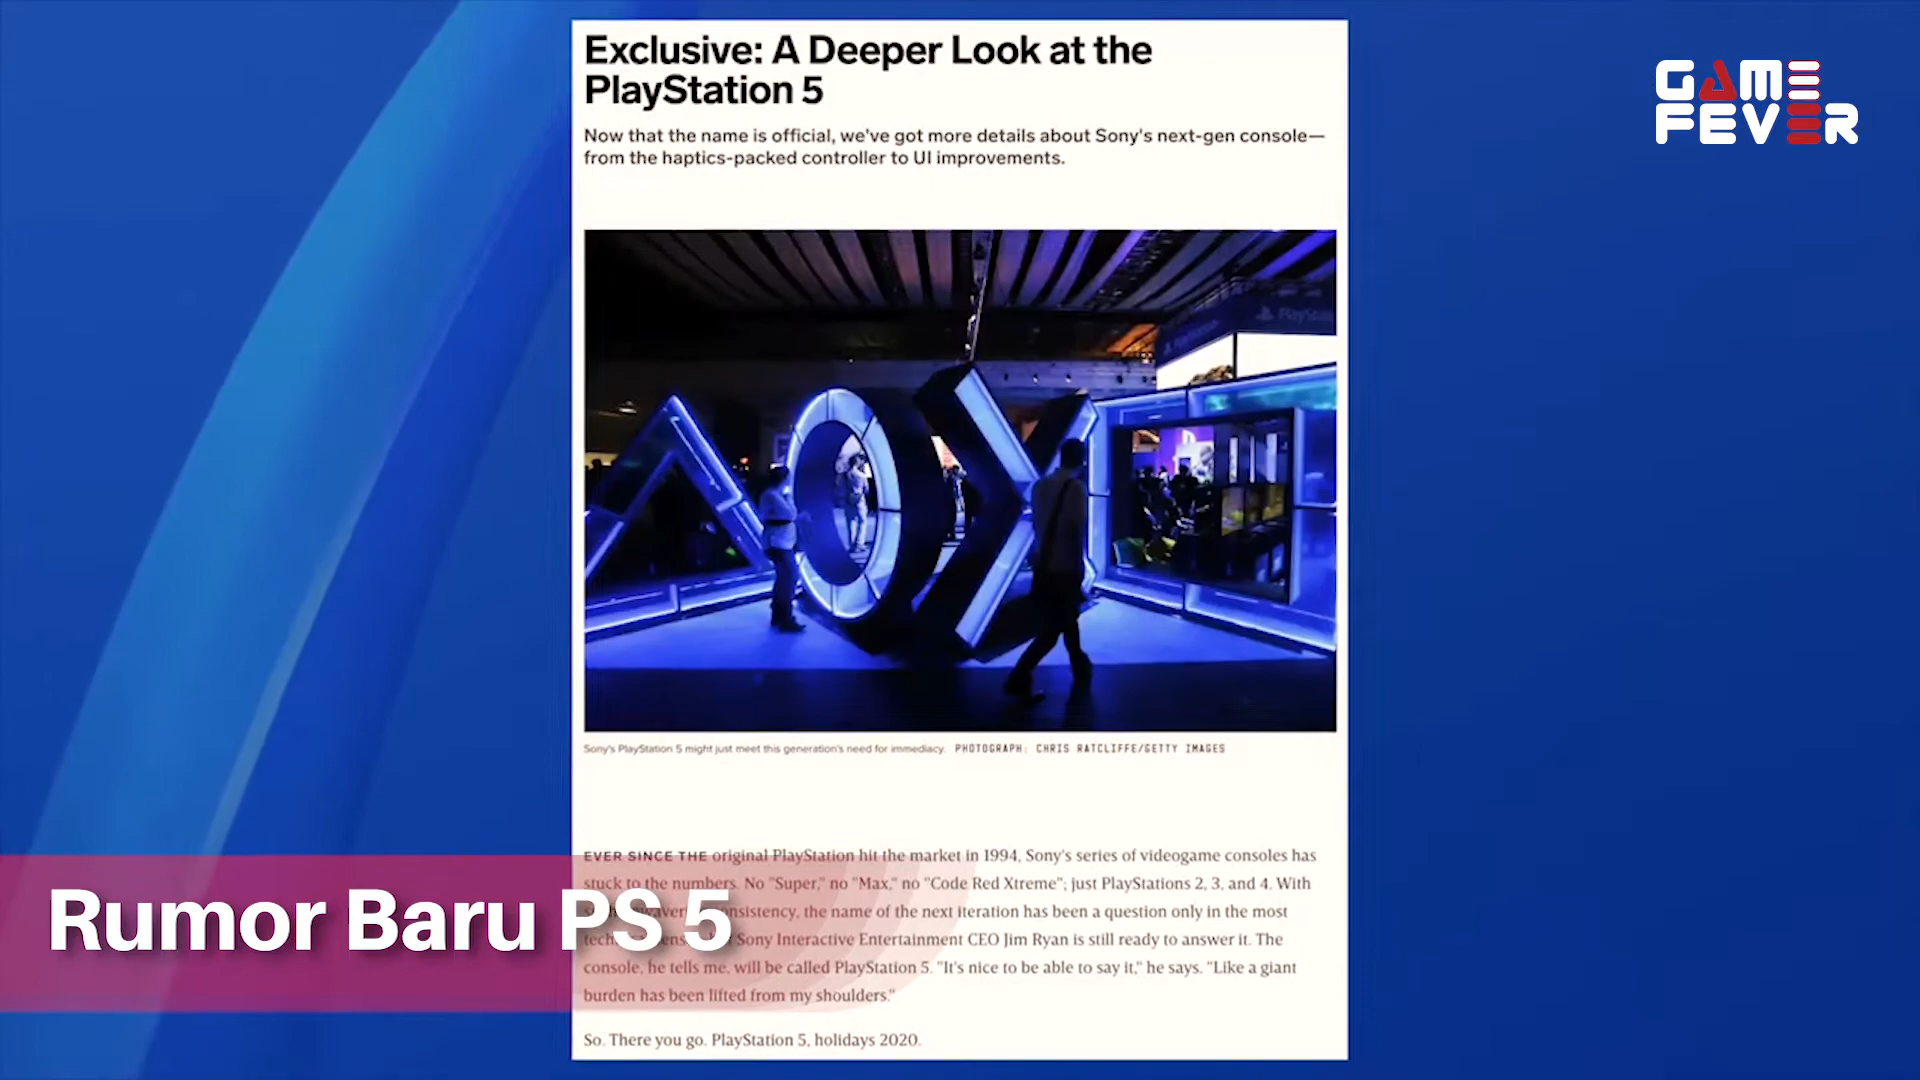 Exclusive: A Deeper Look at the
PlayStation 5
GAME
FEVER
Now that the name is official, we've got more details about Sony's next-gen console—
from the haptics-packed controller to UI improvements.
PlayStation
Sony's PlayStation 5 might just meet this generation's need for immediacy. PHOTOGRAPH: CHRIS RATCLIFFE/GETTY IMAGES
EVER SINCE THE original PlayStation hit the market in 1994, Sony's series of videogame consoles has
stuck to the numbers. No "Super," no "Max," no "Code Red Xtreme"; just PlayStations 2, 3, and 4. With
consistency, the name of the next iteration has been a question only in the most
Sony Interactive Entertainment CEO Jim Ryan is still ready to answer it. The
console, he tells me, will be called PlayStation 5. "It's nice to be able to say it," he says. "Like a giant
burden has been lifted from my shoulders."
So. There you go. PlayStation 5, holidays 2020.
Rumor Baru PS 5